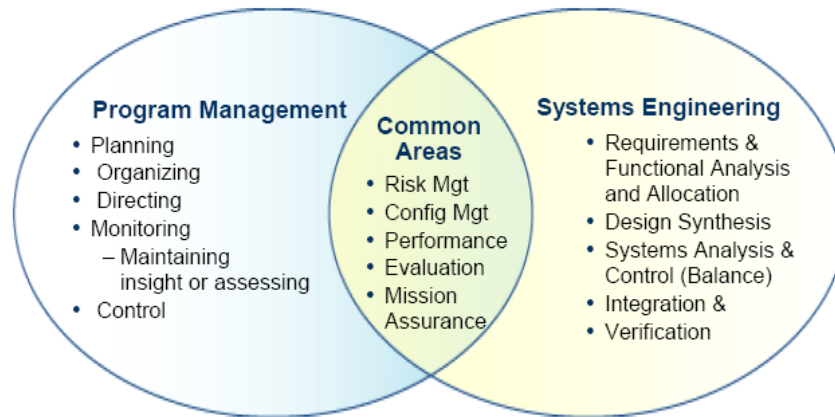 Program Management
• Planning
• Organizing
• Directing
• Monitoring
– Maintaining
insight or assessing
• Control
Common
Areas
• Risk Mgt
• Config Mgt
• Performance
• Evaluation
• Mission
Assurance
Systems Engineering
• Requirements &
Functional Analysis
and Allocation
• Design Synthesis
• Systems Analysis &
Control (Balance)
• Integration &
• Verification